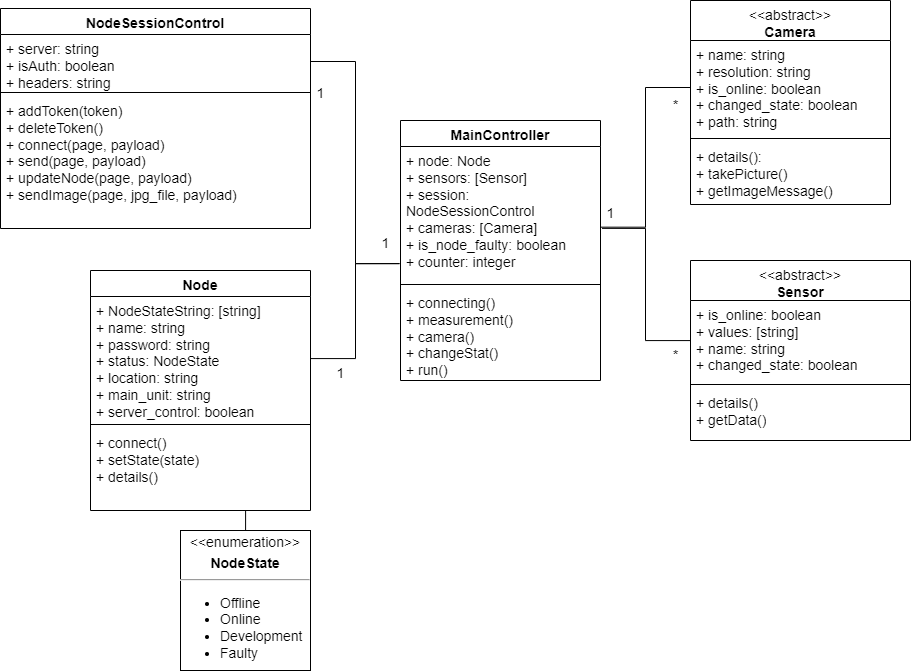 NodeSessionControl
+ server: string
+ isAuth: boolean
+ headers: string
+ addToken(token)
+ deleteToken()
+ connect(page, payload)
+ send(page, payload)
+ updateNode(page, payload)
+ sendImage(page, jpg_file, payload)
1
Node
+ NodeStateString: [string]
+ name: string
+ password: string
+ status: NodeState
+ location: string
+ main_unit: string
+ server_control: boolean
+ connect()
+ setState(state)
+ details()
1
<<enumeration>>
NodeState
• Offline
• Online
• Development
• Faulty
1
MainController
+ node: Node
+ sensors: [Sensor]
+ session:
NodeSessionControl
+ cameras: [Camera]
+ is_node_faulty: boolean
+ counter: integer
+ connecting()
+ measurement()
+ camera()
+ changeStat()
+ run()
1
<<abstract>>
Camera
+ name: string
+ resolution: string
+ is_online: boolean
+ changed_state: boolean
+ path: string
+ details():
+ takePicture()
+ getImageMessage()
*
<<abstract>>
Sensor
+ is_online: boolean
+ values: [string]
+ name: string
+ changed_state: boolean
+ details()
+ getData()
*